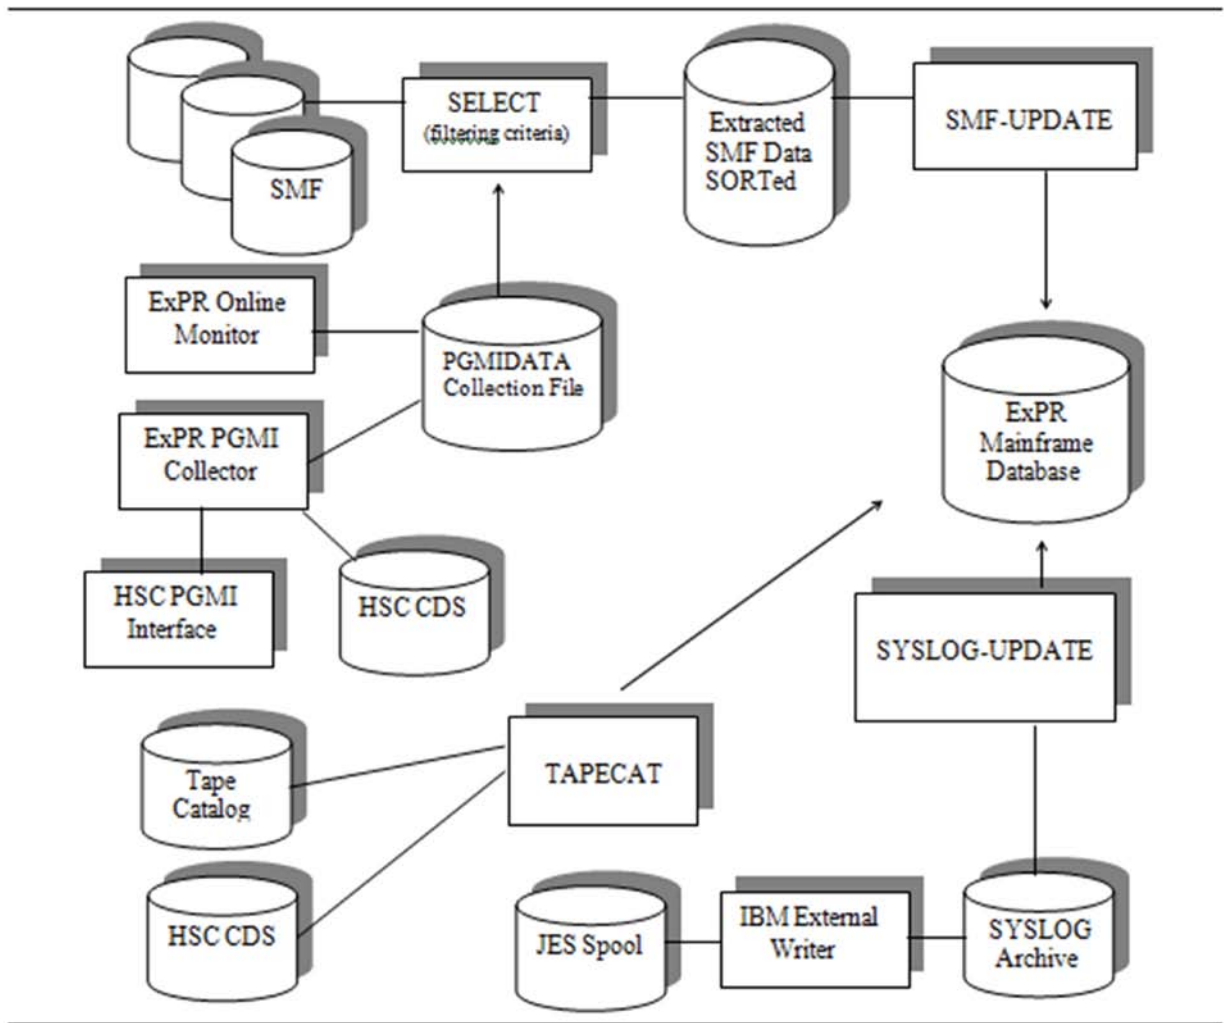 SELECT
(filtering criteria)
SMF
Extracted
SMF Data
SORTed
SMF-UPDATE
ExPR Online
Monitor
PGMIDATA
Collection File
ExPR PGMI
Collector
ExPR
Mainframe
Database
HSC PGMI
Interface
HSC CDS
SYSLOG-UPDATE
Tape
Catalog
TAPECAT
HSC CDS
JES Spool
IBM External
Writer
SYSLOG
Archive